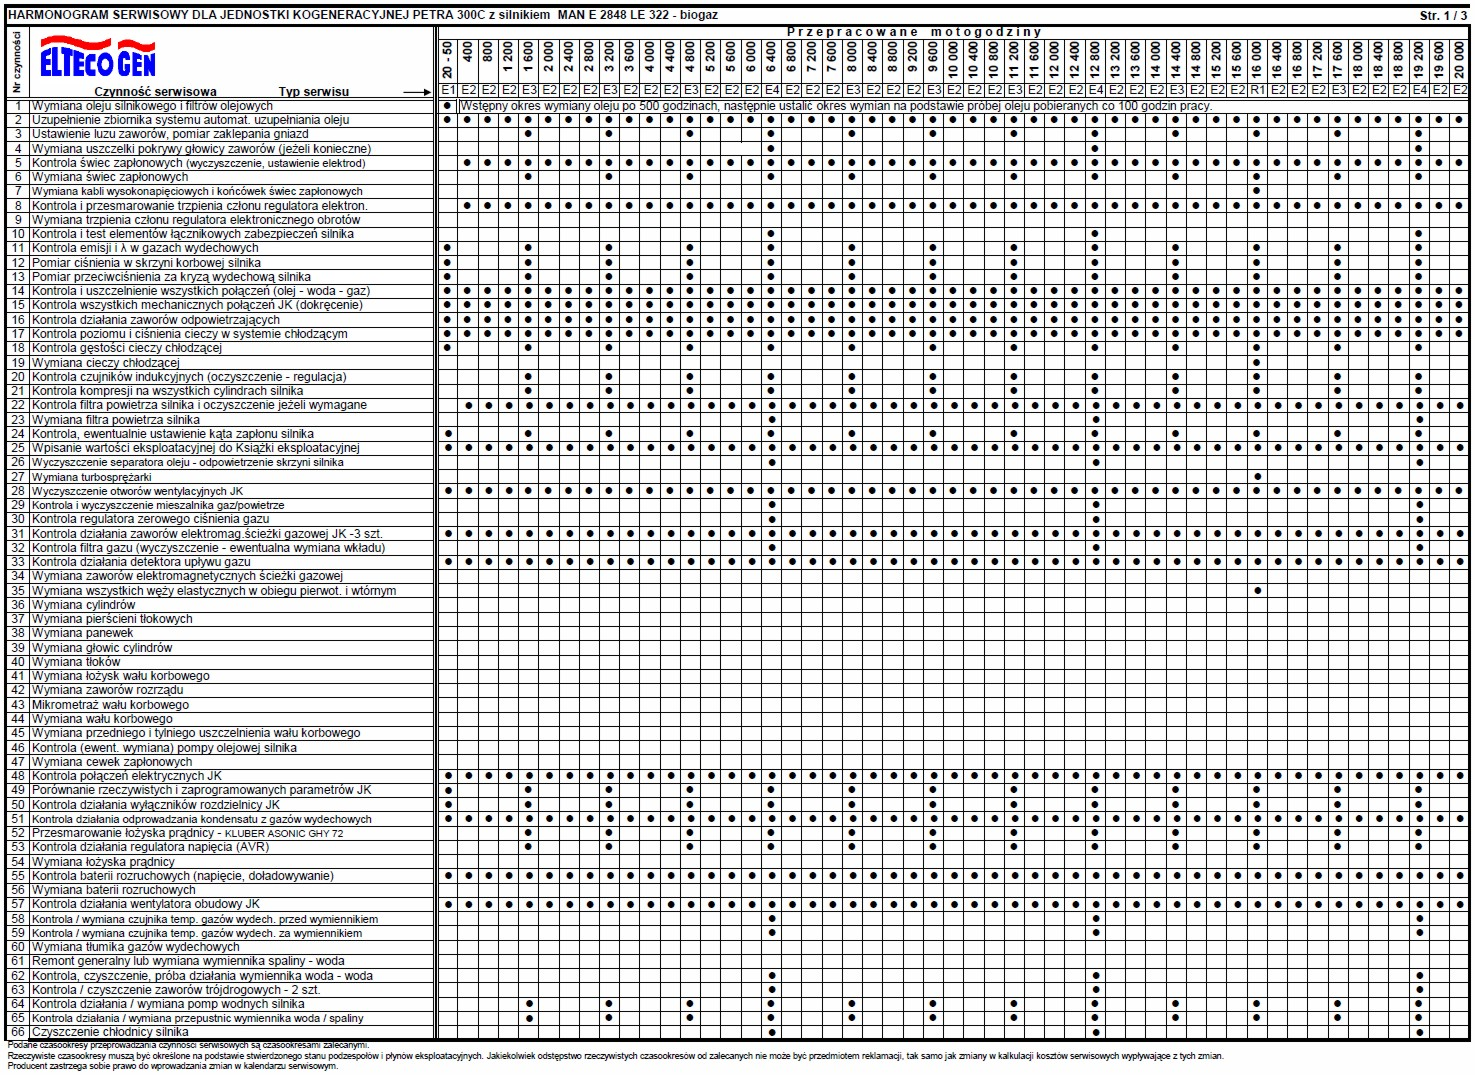 HARMONOGRAM SERWISOWY DLA JEDNOSTKI KOGENERACYJNEJ PETRA 300C z silnikiem MAN E 2848 LE 322 - biogaz Str. 1 / 3
Przepracowane motogodziny
Nr czynności
ELTECO GEN
20 - 50 400 800 1 200 1 600 2 000 2 400 2 800 3 200 3 600 4 000 4 400 4 800 5 200 5 600 6 000 6 400 6 800 7 200 7 600 8 000 8 400 8 800 9 200 9 600 10 000 10 400 10 800 11 200 11 600 12 000 12 400 12 800 13 200 13 600 14 000 14 400 14 800 15 200 15 600 16 000 16 400 16 800 17 200 17 600 18 000 18 400 18 800 19 200 19 600 20 000
Czynność serwisowa Typ serwisu E1 E2 E2 E2 E3 E2 E2 E2 E3 E2 E2 E2 E3 E2 E2 E2 E4 E2 E2 E2 E3 E2 E2 E2 E3 E2 E2 E2 E3 E2 E2 E2 E4 E2 E2 E2 E3 E2 E2 E2 R1 E2 E2 E2 E3 E2 E2 E2 E4 E2 E2
1 Wymiana oleju silnikowego i filtrów olejowych Wstępny okres wymiany oleju po 500 godzinach, następnie ustalić okres wymian na podstawie próbej oleju pobieranych co 100 godzin pracy.
2 Uzupełnienie zbiornika systemu automat. uzupełniania oleju
3 Ustawienie luzu zaworów, pomiar zaklepania gniazd
4 Wymiana uszczelki pokrywy głowicy zaworów (jeżeli konieczne)
5 Kontrola świec zapłonowych (wyczyszczenie, ustawienie elektrod)
6 Wymiana świec zapłonowych
7 Wymiana kabli wysokonapięciowych i końcówek świec zapłonowych
8 Kontrola i przesmarowanie trzpienia członu regulatora elektron.
9 Wymiana trzpienia członu regulatora elektronicznego obrotów
10 Kontrola i test elementów łącznikowych zabezpieczeń silnika
11 Kontrola emisji i λ w gazach wydechowych
12 Pomiar ciśnienia w skrzyni korbowej silnika
13 Pomiar przeciwciśnienia za kryzą wydechową silnika
14 Kontrola i uszczelnienie wszystkich połączeń (olej - woda - gaz)
15 Kontrola wszystkich mechanicznych połączeń JK (dokręcenie)
16 Kontrola działania zaworów odpowietrzających
17 Kontrola poziomu i ciśnienia cieczy w systemie chłodzącym
18 Kontrola gęstości cieczy chłodzącej
19 Wymiana cieczy chłodzącej
20 Kontrola czujników indukcyjnych (oczyszczenie - regulacja)
21 Kontrola kompresji na wszystkich cylindrach silnika
22 Kontrola filtra powietrza silnika i oczyszczenie jeżeli wymagane
23 Wymiana filtra powietrza silnika
24 Kontrola, ewentualnie ustawienie kąta zapłonu silnika
25 Wpisanie wartości eksploatacyjnej do Książki eksploatacyjnej
26 Wyczyszczenie separatora oleju - odpowietrzenie skrzyni silnika
27 Wymiana turbosprężarki
28 Wyczyszczenie otworów wentylacyjnych JK
29 Kontrola i wyczyszczenie mieszalnika gaz/powietrze
30 Kontrola regulatora zerowego ciśnienia gazu
31 Kontrola działania zaworów elektromag.ścieżki gazowej JK -3 szt.
32 Kontrola filtra gazu (wyczyszczenie - ewentualna wymiana wkładu)
33 Kontrola działania detektora upływu gazu
34 Wymiana zaworów elektromagnetycznych ścieżki gazowej
35 Wymiana wszystkich węży elastycznych w obiegu pierwot. i wtórnym
36 Wymiana cylindrów
37 Wymiana pierścieni tłokowych
38 Wymiana panewek
39 Wymiana głowic cylindrów
40 Wymiana tłoków
41 Wymiana łożysk wału korbowego
42 Wymiana zaworów rozrządu
43 Mikrometraż wału korbowego
44 Wymiana wału korbowego
45 Wymiana przedniego i tylniego uszczelnienia wału korbowego
46 Kontrola (ewent. wymiana) pompy olejowej silnika
47 Wymiana cewek zapłonowych
48 Kontrola połączeń elektrycznych JK
49 Porównanie rzeczywistych i zaprogramowanych parametrów JK
50 Kontrola działania wyłączników rozdzielnicy JK
51 Kontrola działania odprowadzania kondensatu z gazów wydechowych
52 Przesmarowanie łożyska prądnicy - KLUBER ASONIC GHY 72
53 Kontrola działania regulatora napięcia (AVR)
54 Wymiana łożyska prądnicy
55 Kontrola baterii rozruchowych (napięcie, doładowywanie)
56 Wymiana baterii rozruchowych
57 Kontrola działania wentylatora obudowy JK
58 Kontrola / wymiana czujnika temp. gazów wydech. przed wymiennikiem
59 Kontrola / wymiana czujnika temp. gazów wydech. za wymiennikiem
60 Wymiana tłumika gazów wydechowych
61 Remont generalny lub wymiana wymiennika spaliny - woda
62 Kontrola, czyszczenie, próba działania wymiennika woda - woda
63 Kontrola / czyszczenie zaworów trójdrogowych - 2 szt.
64 Kontrola działania / wymiana pomp wodnych silnika
65 Kontrola działania / wymiana przepustnic wymiennika woda / spaliny
66 Czyszczenie chłodnicy silnika
Podane czasookresy przeprowadzania czynności serwisowych są czasookresami zalecanymi.
Rzeczywiste czasookresy muszą być określone na podstawie stwierdzonego stanu podzespołów i płynów eksploatacyjnych. Jakiekolwiek odstępstwo rzeczywistych czasookresów od zalecanych nie może być przedmiotem reklamacji, tak samo jak zmiany w kalkulacji kosztów serwisowych wypływające z tych zmian.
Producent zastrzega sobie prawo do wprowadzania zmian w kalendarzu serwisowym.